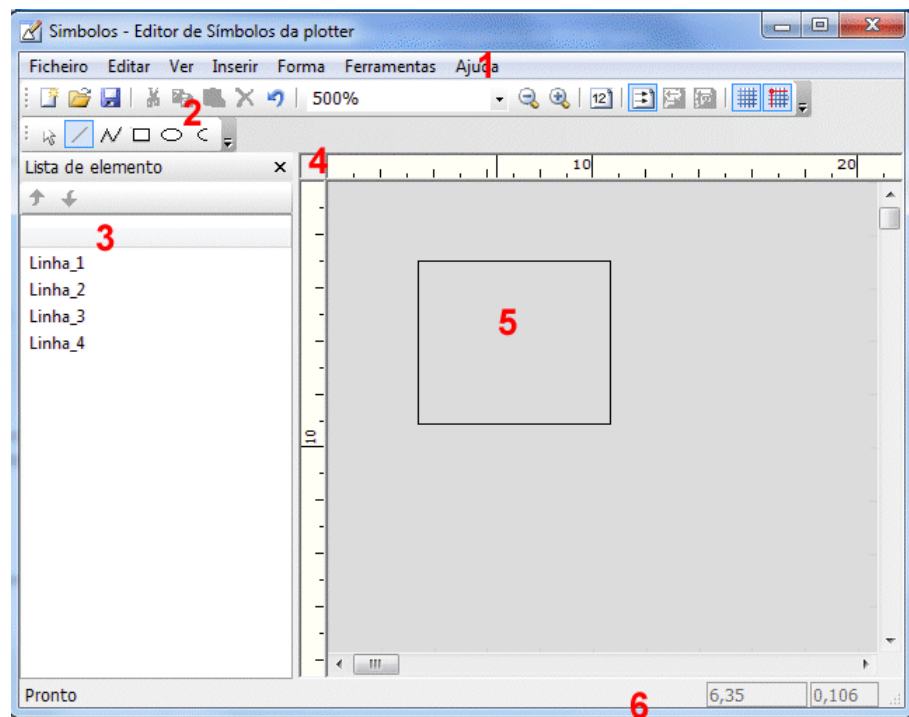 Simbolos - Editor de Símbolos da plotter
Ficheiro Editar Ver Inserir Forma Ferramentas Ajuda
1
500%
12
2
Lista de elemento
4
10
20
3
Linha_1
Linha_2
Linha_3
Linha_4
5
10
Pronto
6
6,35
0,106